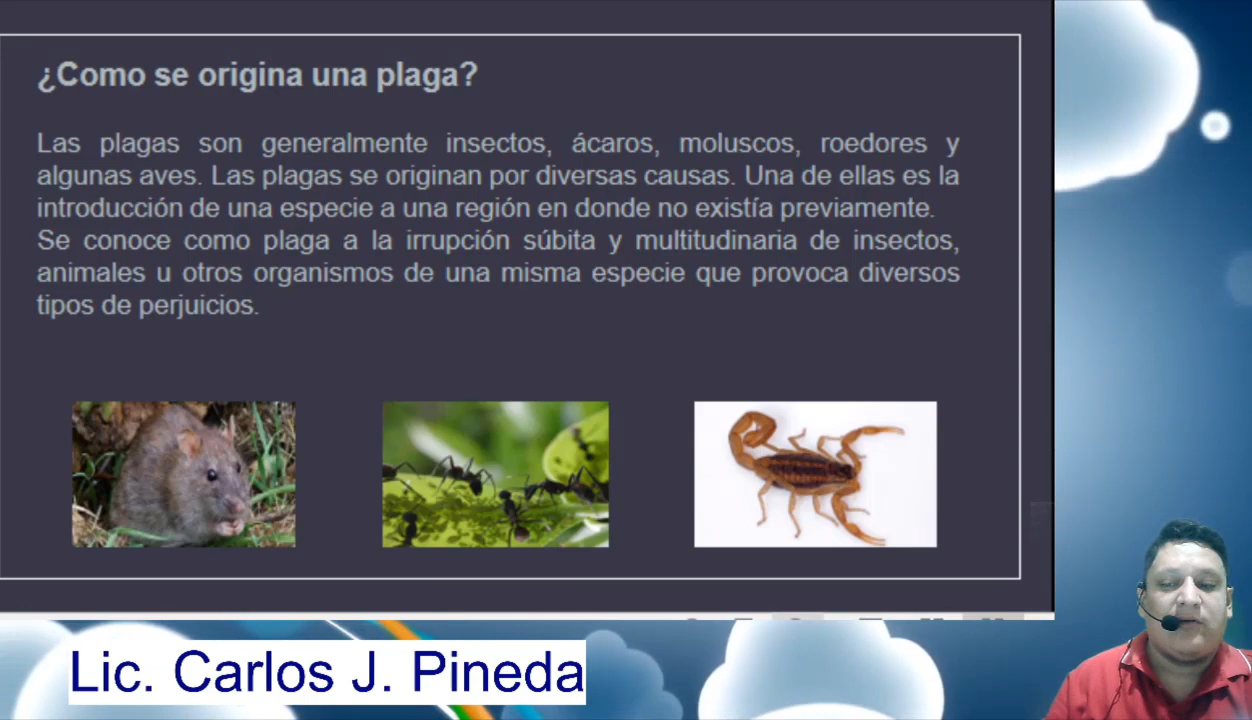 ¿Como se origina una plaga?
Las plagas son generalmente insectos, ácaros, moluscos, roedores y
algunas aves. Las plagas se originan por diversas causas. Una de ellas es la
introducción de una especie a una región en donde no existía previamente.
Se conoce como plaga a la irrupción súbita y multitudinaria de insectos,
animales u otros organismos de una misma especie que provoca diversos
tipos de perjuicios.
Lic. Carlos J. Pineda